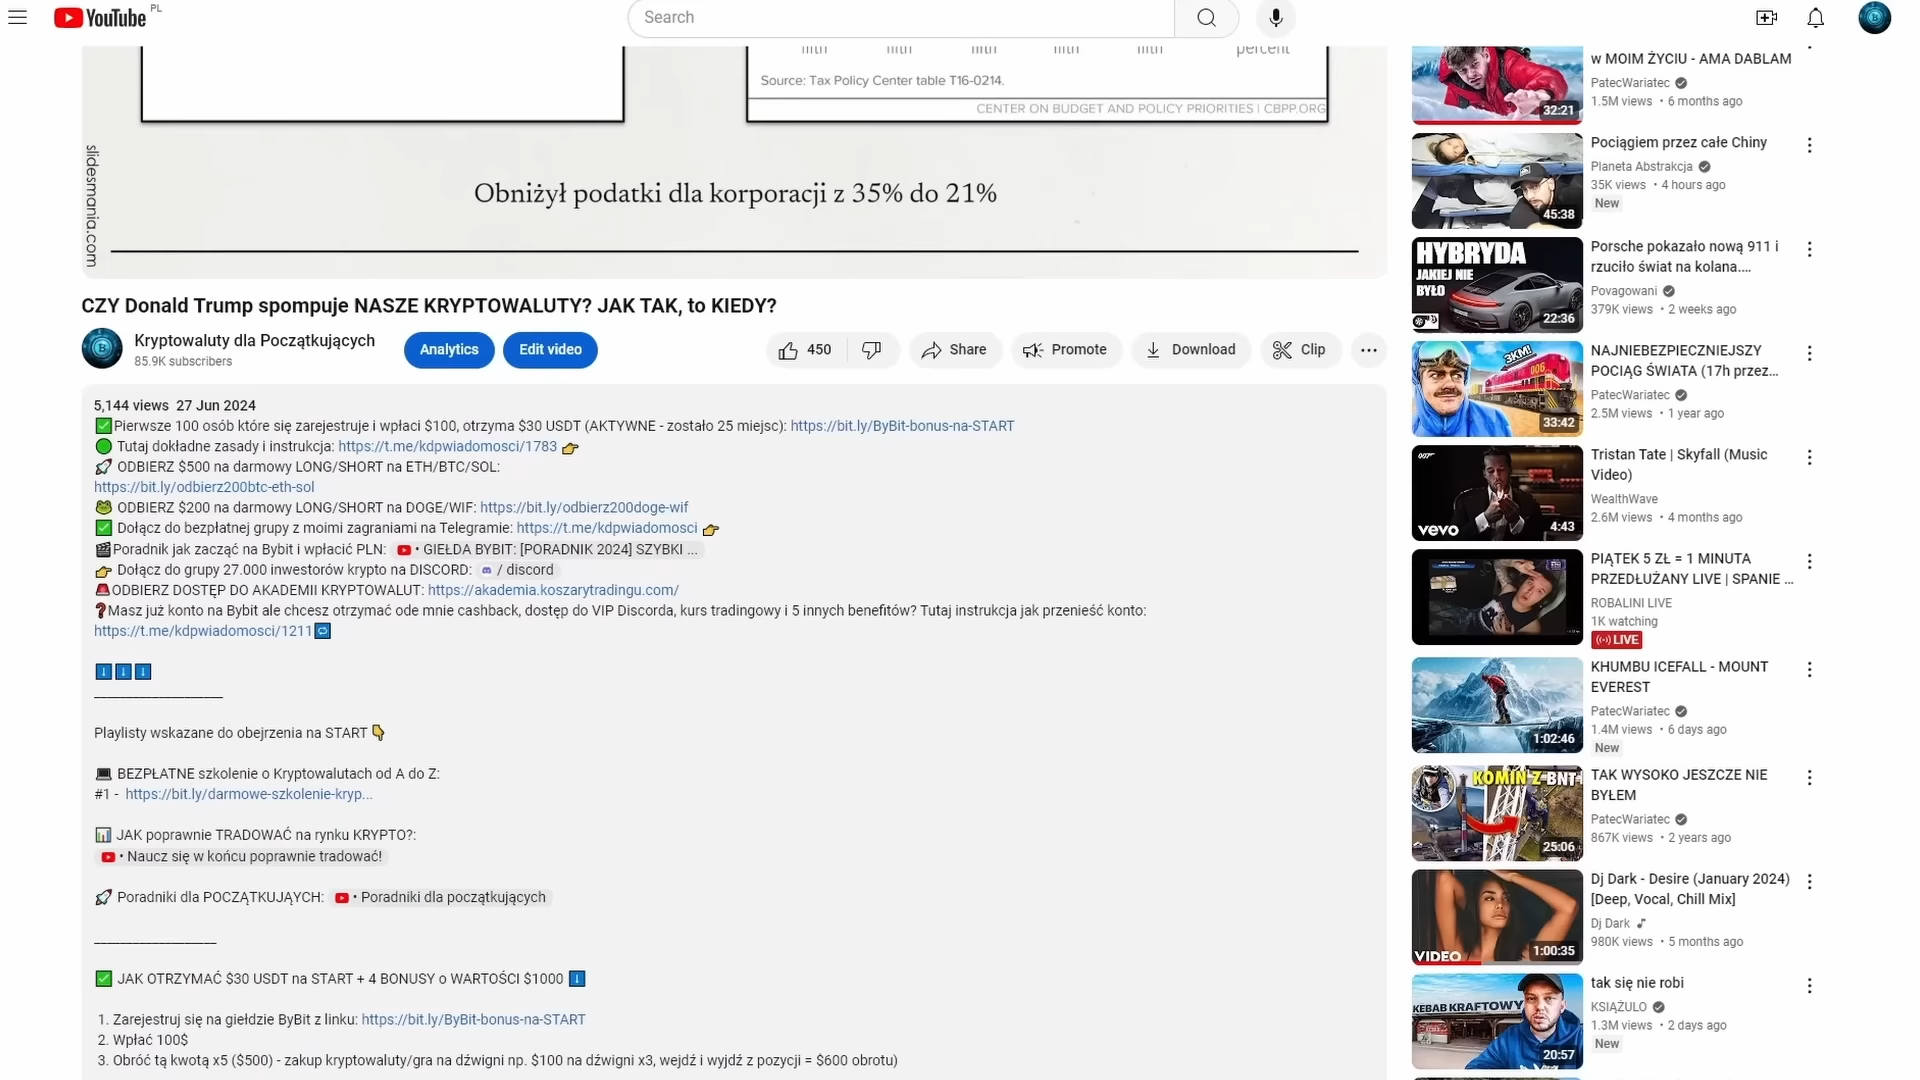 YouTube PL
Search
fifth fifth fifth fifth fifth percent
Source: Tax Policy Center table T16-0214.
CENTER ON BUDGET AND POLICY PRIORITIES | CBPP.ORG
slidesmania.com
Obniżył podatki dla korporacji z 35% do 21%
CZY Donald Trump spompuje NASZE KRYPTOWALUTY? JAK TAK, to KIEDY?
Kryptowaluty dla Początkujących
85.9K subscribers
Analytics
Edit video
450
Share
Promote
Download
Clip
5,144 views 27 Jun 2024
✅Pierwsze 100 osób które się zarejestruje i wpłaci $100, otrzyma $30 USDT (AKTYWNE - zostało 25 miejsc): https://bit.ly/ByBit-bonus-na-START
🟢 Tutaj dokładne zasady i instrukcja: https://t.me/kdpwiadomosci/1783 👉
🚀 ODBIERZ $500 na darmowy LONG/SHORT na ETH/BTC/SOL:
https://bit.ly/odbierz200btc-eth-sol
🐸 ODBIERZ $200 na darmowy LONG/SHORT na DOGE/WIF: https://bit.ly/odbierz200doge-wif
✅ Dołącz do bezpłatnej grupy z moimi zagraniami na Telegramie: https://t.me/kdpwiadomosci 👉
🎬Poradnik jak zacząć na Bybit i wpłacić PLN: • GIEŁDA BYBIT: [PORADNIK 2024] SZYBKI ...
👉 Dołącz do grupy 27.000 inwestorów krypto na DISCORD: / discord
🚨ODBIERZ DOSTĘP DO AKADEMII KRYPTOWALUT: https://akademia.koszarytradingu.com/
❓Masz już konto na Bybit ale chcesz otrzymać ode mnie cashback, dostęp do VIP Discorda, kurs tradingowy i 5 innych benefitów? Tutaj instrukcja jak przenieść konto:
https://t.me/kdpwiadomosci/1211🔁
⬇️⬇️⬇️
___________________
Playlisty wskazane do obejrzenia na START 👇
💻 BEZPŁATNE szkolenie o Kryptowalutach od A do Z:
#1 - https://bit.ly/darmowe-szkolenie-kryp...
📊 JAK poprawnie TRADOWAĆ na rynku KRYPTO?:
• Naucz się w końcu poprawnie tradować!
🚀 Poradniki dla POCZĄTKUJĄYCH: • Poradniki dla początkujących
__________________
✅ JAK OTRZYMAĆ $30 USDT na START + 4 BONUSY o WARTOŚCI $1000 ⬇️
1. Zarejestruj się na giełdzie ByBit z linku: https://bit.ly/ByBit-bonus-na-START
2. Wpłać 100$
3. Obróć tą kwotą x5 ($500) - zakup kryptowaluty/gra na dźwigni np. $100 na dźwigni x3, wejdź i wyjdź z pozycji = $600 obrotu)
w MOIM ŻYCIU - AMA DABLAM
PatecWariatec
1.5M views • 6 months ago
32:21
Pociągiem przez całe Chiny
Planeta Abstrakcja
35K views • 4 hours ago
New
45:38
HYBRYDA
JAKIEJ NIE
BYŁO
22:36
Porsche pokazało nową 911 i
rzuciło świat na kolana....
Povagowani
379K views • 2 weeks ago
3KM!
006
33:42
NAJNIEBEZPIECZNIEJSZY
POCIĄG ŚWIATA (17h przez...
PatecWariatec
2.5M views • 1 year ago
007
vevo
4:43
Tristan Tate | Skyfall (Music
Video)
WealthWave
2.6M views • 4 months ago
PIĄTEK 5 ZŁ = 1 MINUTA
PRZEDŁUŻANY LIVE | SPANIE ...
ROBALINI LIVE
1K watching
LIVE
KHUMBU ICEFALL - MOUNT
EVEREST
PatecWariatec
1.4M views • 6 days ago
New
1:02:46
KOMIN Z BNT
25:06
TAK WYSOKO JESZCZE NIE
BYŁEM
PatecWariatec
867K views • 2 years ago
VIDEO
1:00:35
Dj Dark - Desire (January 2024)
[Deep, Vocal, Chill Mix]
Dj Dark
980K views • 5 months ago
KEBAB KRAFTOWY
20:57
tak się nie robi
KSIĄŻULO
1.3M views • 2 days ago
New